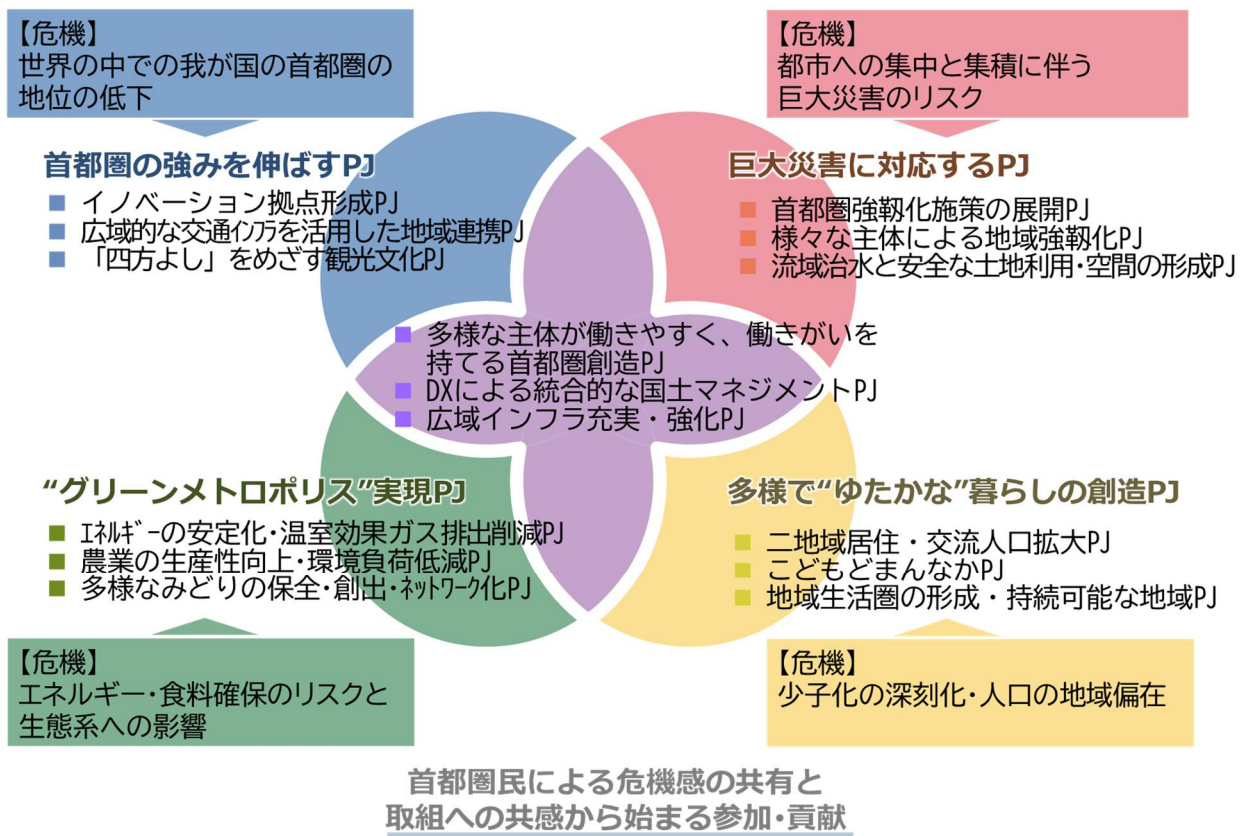 【危機】
世界の中での我が国の首都圏の
地位の低下
首都圏の強みを伸ばすPJ
■ イノベーション拠点形成PJ
■ 広域的な交通ｲﾝﾌﾗを活用した地域連携PJ
■ 「四方よし」をめざす観光文化PJ
【危機】
都市への集中と集積に伴う
巨大災害のリスク
巨大災害に対応するPJ
■ 首都圏強靱化施策の展開PJ
■ 様々な主体による地域強靱化PJ
■ 流域治水と安全な土地利用･空間の形成PJ
■ 多様な主体が働きやすく、働きがいを
持てる首都圏創造PJ
■ DXによる統合的な国土マネジメントPJ
■ 広域インフラ充実・強化PJ
“グリーンメトロポリス”実現PJ
■ ｴﾈﾙｷﾞｰの安定化･温室効果ガス排出削減PJ
■ 農業の生産性向上･環境負荷低減PJ
■ 多様なみどりの保全･創出･ﾈｯﾄﾜｰｸ化PJ
【危機】
エネルギー･食料確保のリスクと
生態系への影響
多様で“ゆたかな”暮らしの創造PJ
■ 二地域居住・交流人口拡大PJ
■ こどもどまんなかPJ
■ 地域生活圏の形成・持続可能な地域PJ
【危機】
少子化の深刻化･人口の地域偏在
首都圏民による危機感の共有と
取組への共感から始まる参加･貢献